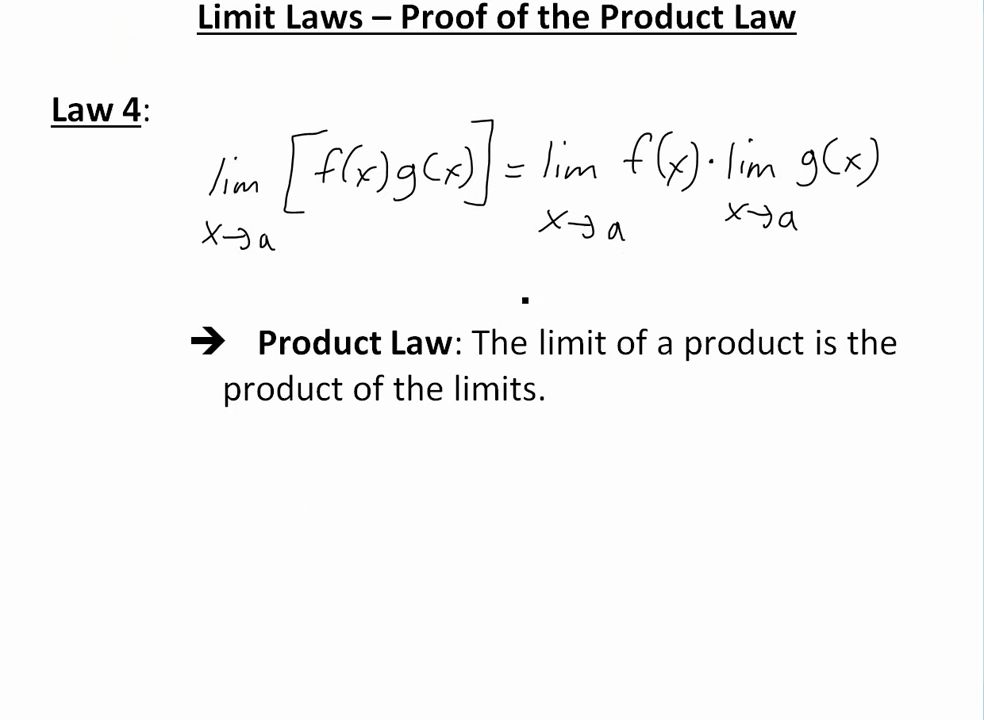 Limit Laws – Proof of the Product Law
Law 4:
lim [f(x)g(x)] = lim f(x) · lim g(x)
x→a x→a x→a
➔ Product Law: The limit of a product is the
product of the limits.